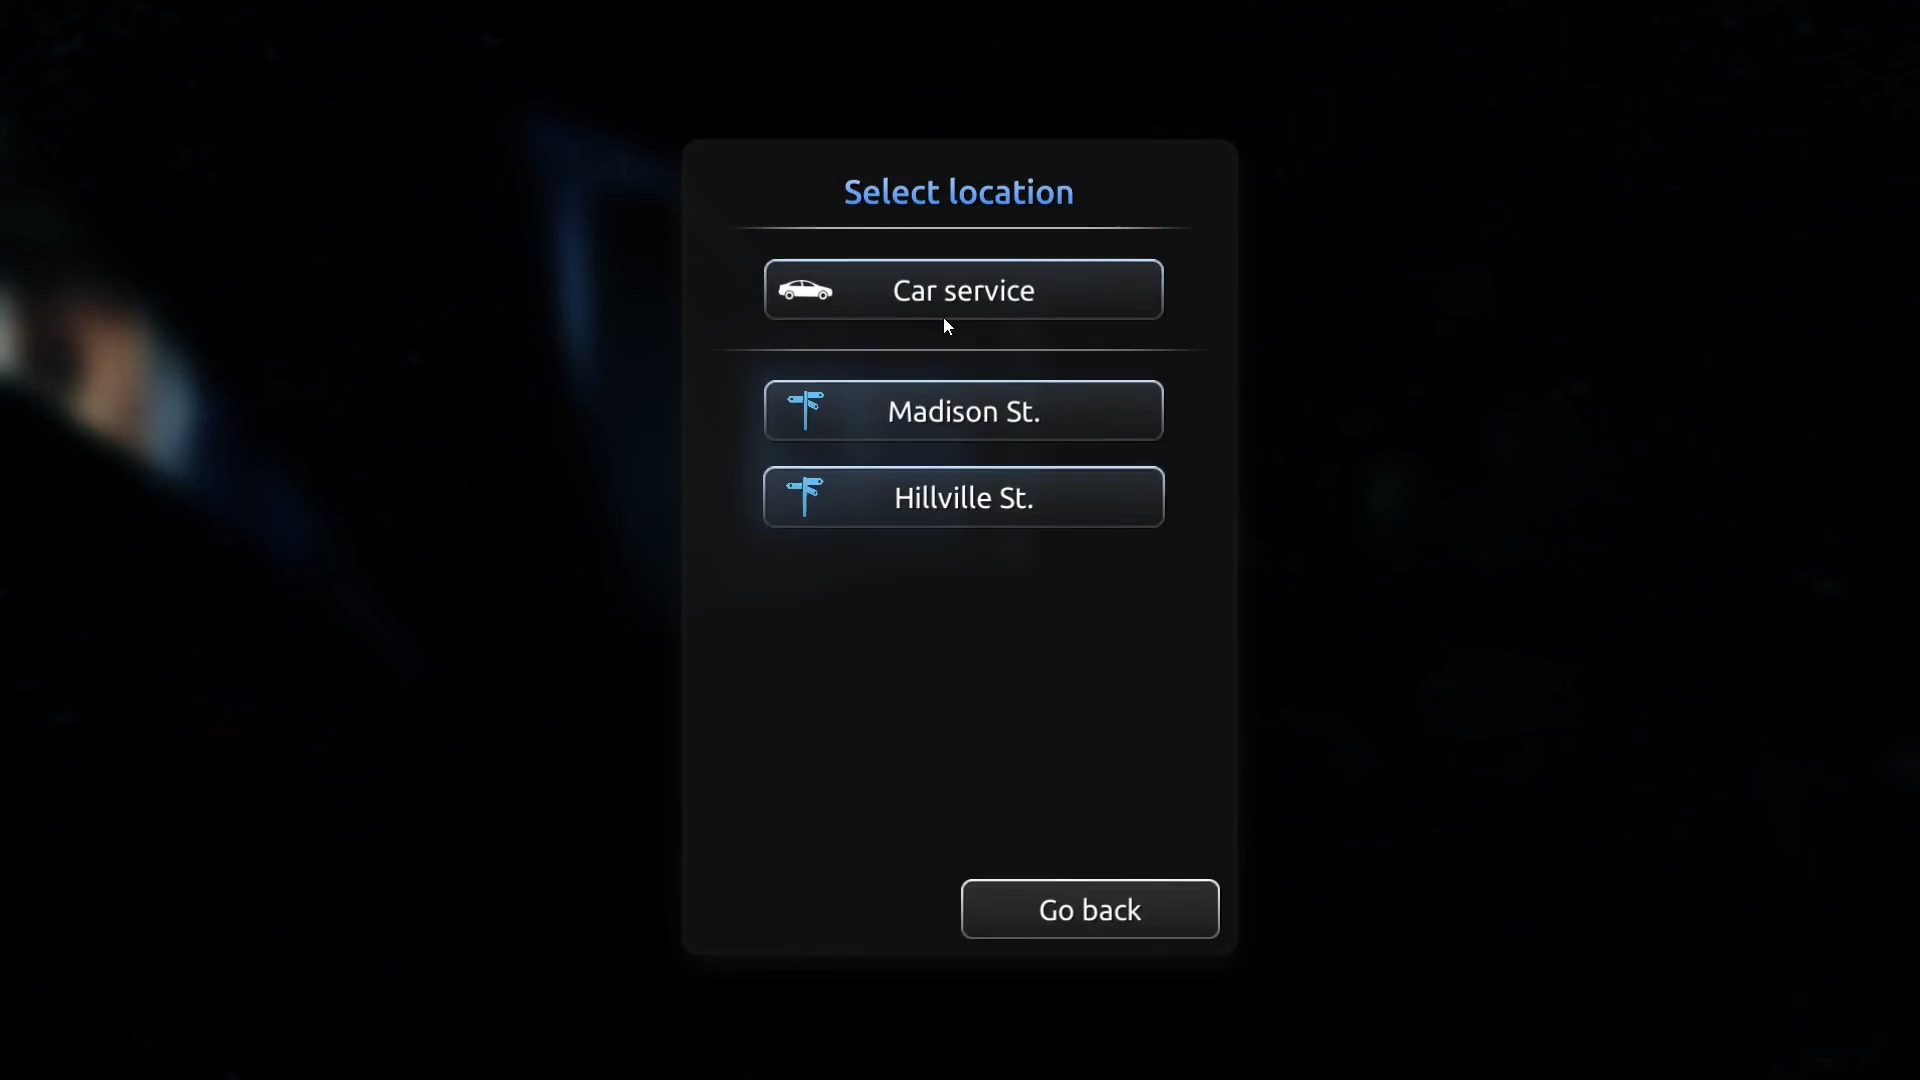 Select location
Car service
Madison St.
Hillville St.
Go back